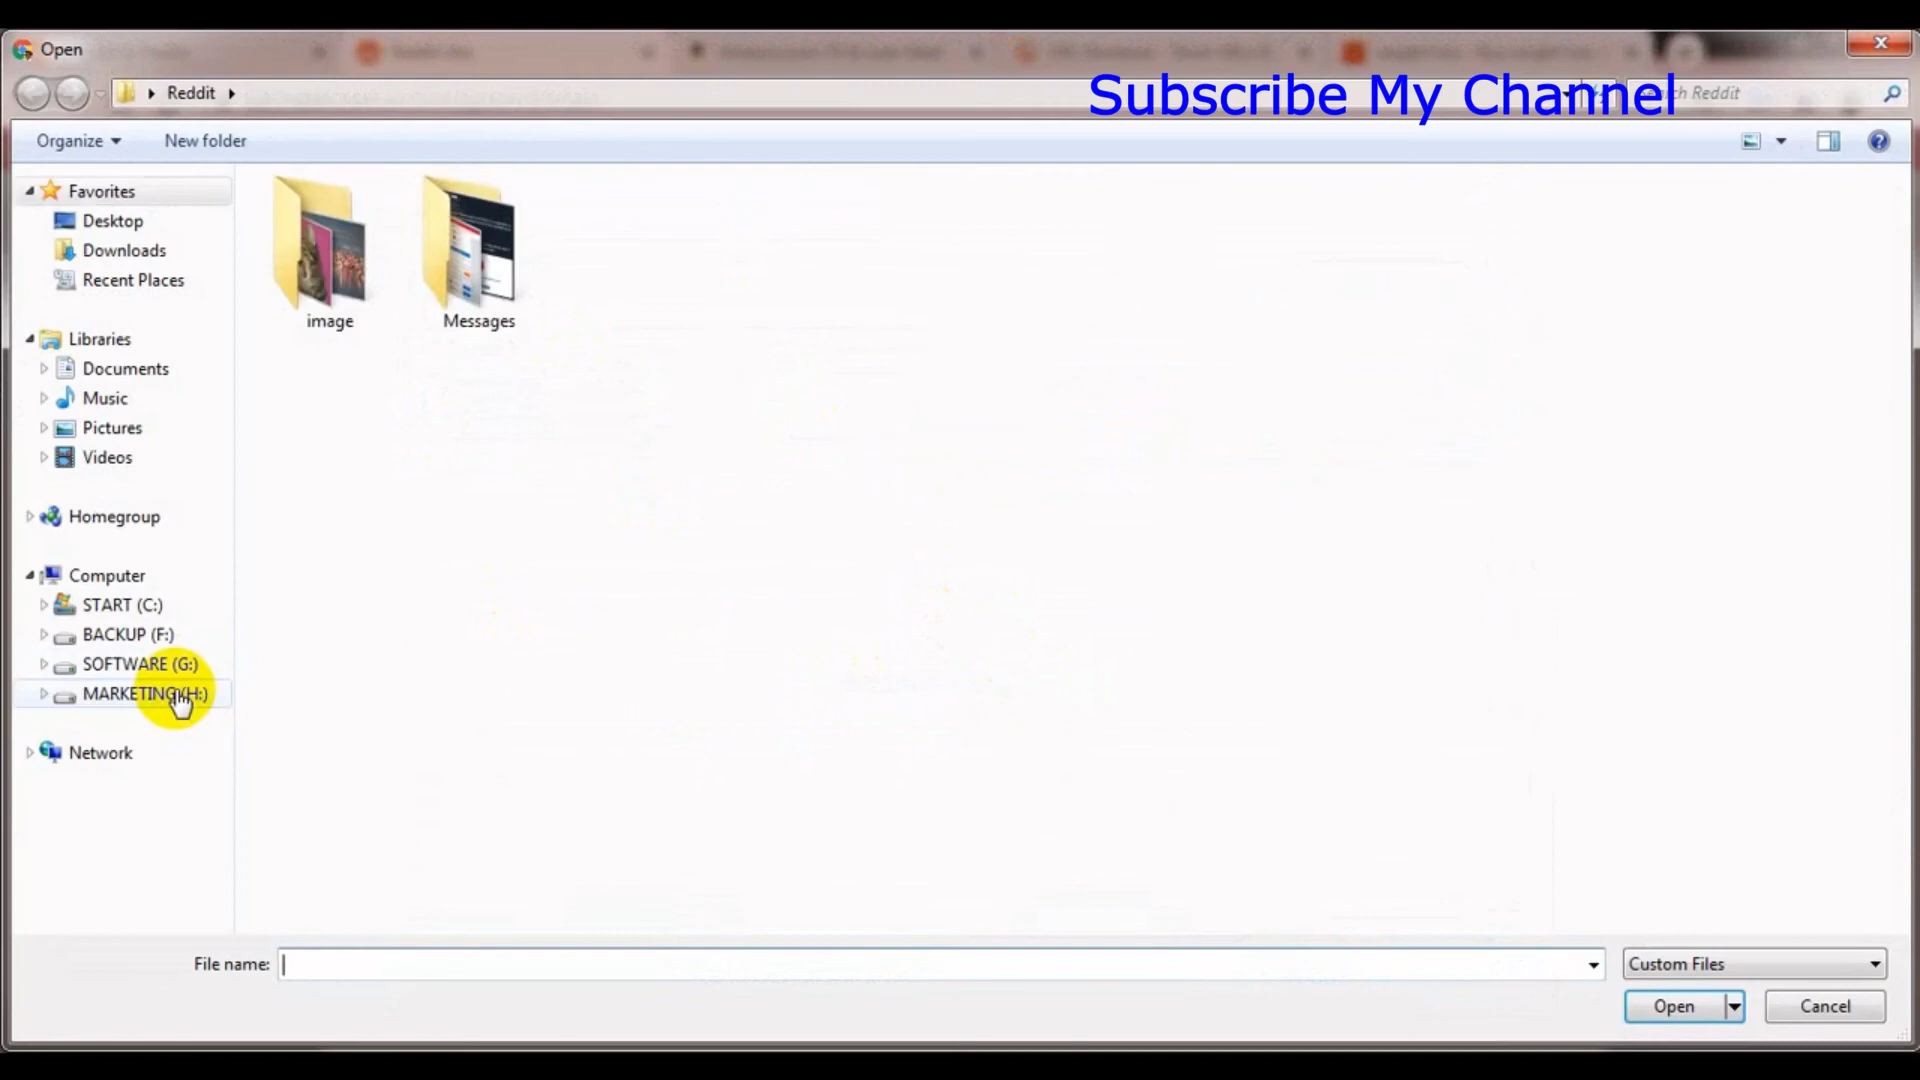 Open
Reddit
Subscribe My Channel
Reddit
Organize
New folder
Favorites
Desktop
Downloads
Recent Places
Libraries
Documents
Music
Pictures
Videos
Homegroup
Computer
START (C:)
BACKUP (F:)
SOFTWARE (G:)
MARKETING (H:)
Network
image
Messages
File name:
Custom Files
Open
Cancel